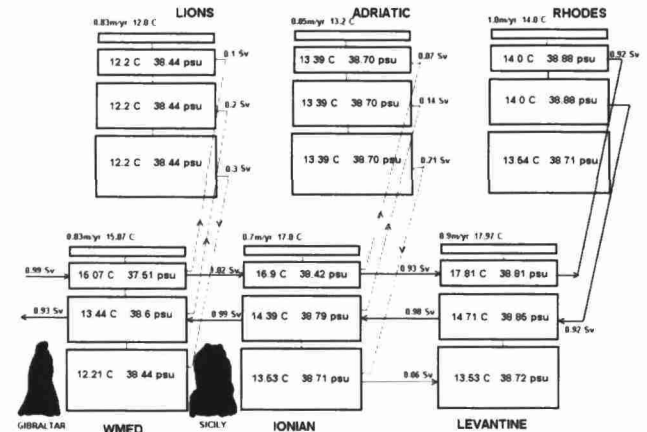 LIONS
ADRIATIC
RHODES
0.83m/yr 12.0 C
0.05m/yr 13.2 C
1.0m/yr 14.0 C
12.2 C 38.44 psu
0.1 Sv
13.39 C 38.70 psu
0.07 Sv
14.0 C 38.88 psu
0.92 Sv
12.2 C 38.44 psu
0.2 Sv
13.39 C 38.70 psu
0.14 Sv
14.0 C 38.88 psu
12.2 C 38.44 psu
0.3 Sv
13.39 C 38.70 psu
0.21 Sv
13.64 C 38.71 psu
0.83m/yr 15.87 C
0.7m/yr 17.0 C
0.9m/yr 17.97 C
0.99 Sv
16.07 C 37.51 psu
1.02 Sv
16.9 C 38.42 psu
0.93 Sv
17.81 C 38.81 psu
0.93 Sv
13.44 C 38.6 psu
0.99 Sv
14.39 C 38.79 psu
0.98 Sv
14.71 C 38.85 psu
0.92 Sv
12.21 C 38.44 psu
13.53 C 38.71 psu
0.06 Sv
13.53 C 38.72 psu
GIBRALTAR
WMED
SICILY
IONIAN
LEVANTINE